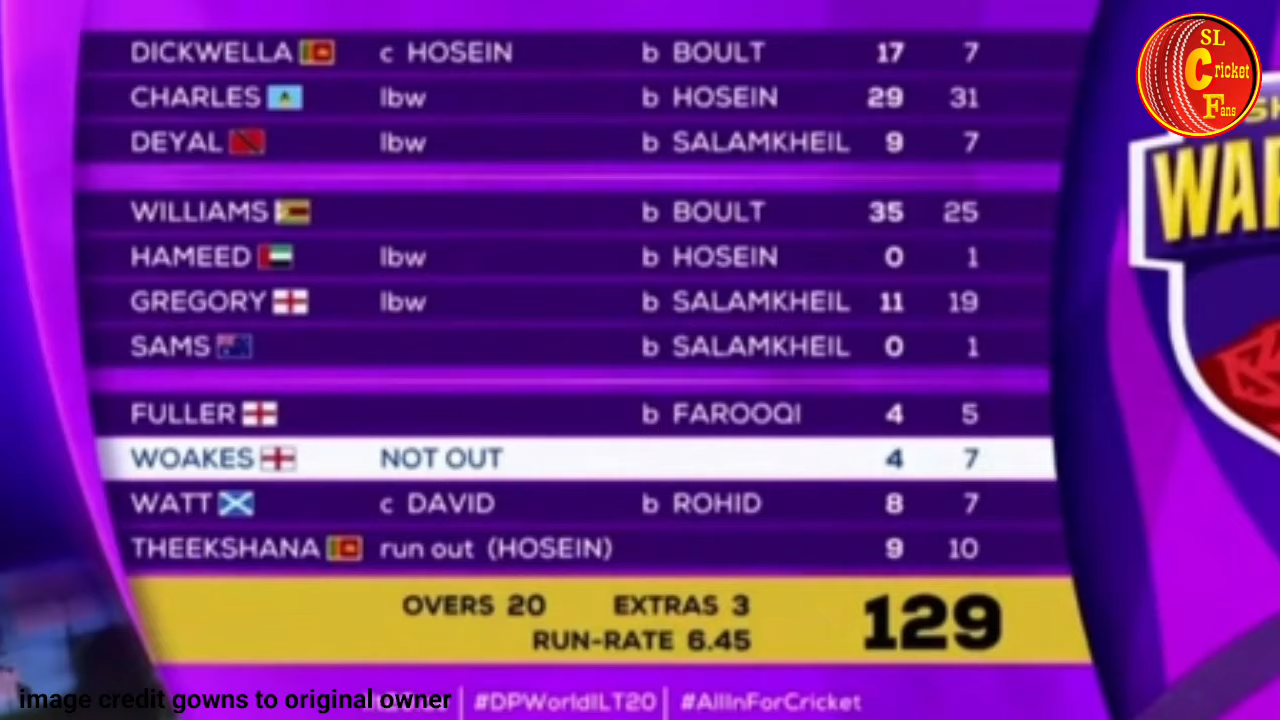 DICKWELLA c HOSEIN b BOULT 17 7
CHARLES lbw b HOSEIN 29 31
DEYAL lbw b SALAMKHEIL 9 7
WILLIAMS b BOULT 35 25
HAMEED lbw b HOSEIN 0 1
GREGORY lbw b SALAMKHEIL 11 19
SAMS b SALAMKHEIL 0 1
FULLER b FAROOQI 4 5
WOAKES NOT OUT 4 7
WATT c DAVID b ROHID 8 7
THEEKSHANA run out (HOSEIN) 9 10
OVERS 20 EXTRAS 3
RUN-RATE 6.45
129
SL
Cricket
Fans
SH
WAR
image credit gowns to original owner
#DPWorldILT20 #AllInForCricket